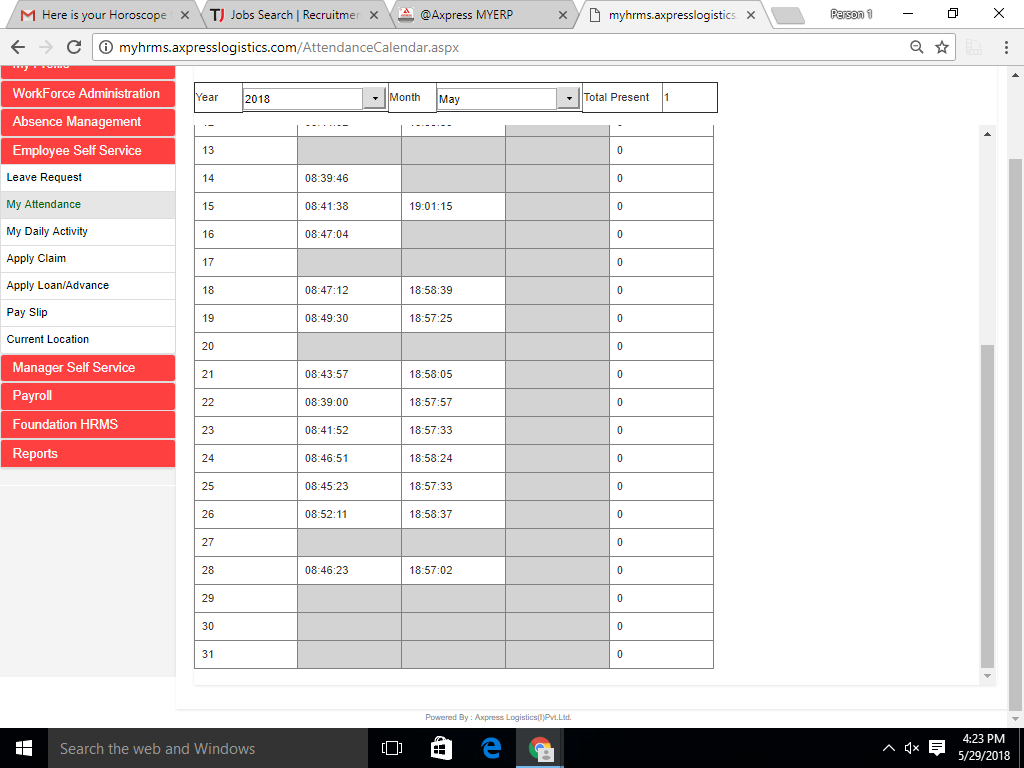 Here is your Horoscope
Jobs Search | Recruitmer
@Axpress MYERP
myhrms.axpresslogistics.
Person 1
myhrms.axpresslogistics.com/AttendanceCalendar.aspx
My Profile
WorkForce Administration
Absence Management
Employee Self Service
Leave Request
My Attendance
My Daily Activity
Apply Claim
Apply Loan/Advance
Pay Slip
Current Location
Manager Self Service
Payroll
Foundation HRMS
Reports
Year 2018 Month May Total Present 1
13 0
14 08:39:46 0
15 08:41:38 19:01:15 0
16 08:47:04 0
17 0
18 08:47:12 18:58:39 0
19 08:49:30 18:57:25 0
20 0
21 08:43:57 18:58:05 0
22 08:39:00 18:57:57 0
23 08:41:52 18:57:33 0
24 08:46:51 18:58:24 0
25 08:45:23 18:57:33 0
26 08:52:11 18:58:37 0
27 0
28 08:46:23 18:57:02 0
29 0
30 0
31 0
Powered By : Axpress Logistics(I)Pvt.Ltd.
Search the web and Windows
4:23 PM
5/29/2018